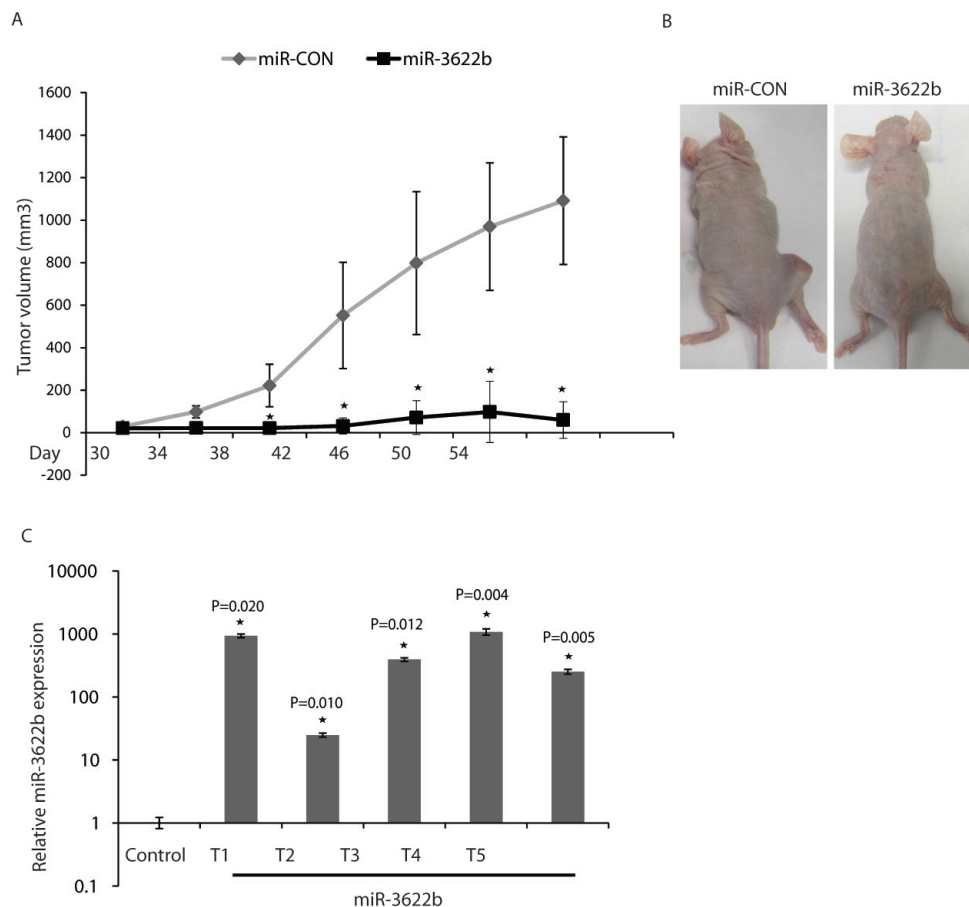 A
miR-CON miR-3622b
1600
1400
1200
1000
800
600
400
200
0
-200
Tumor volume (mm3)
Day 30 34 38 42 46 50 54
B
miR-CON miR-3622b
C
10000
1000
100
10
1
0.1
Relative miR-3622b expression
P=0.020
P=0.010
P=0.012
P=0.004
P=0.005
Control T1 T2 T3 T4 T5
miR-3622b